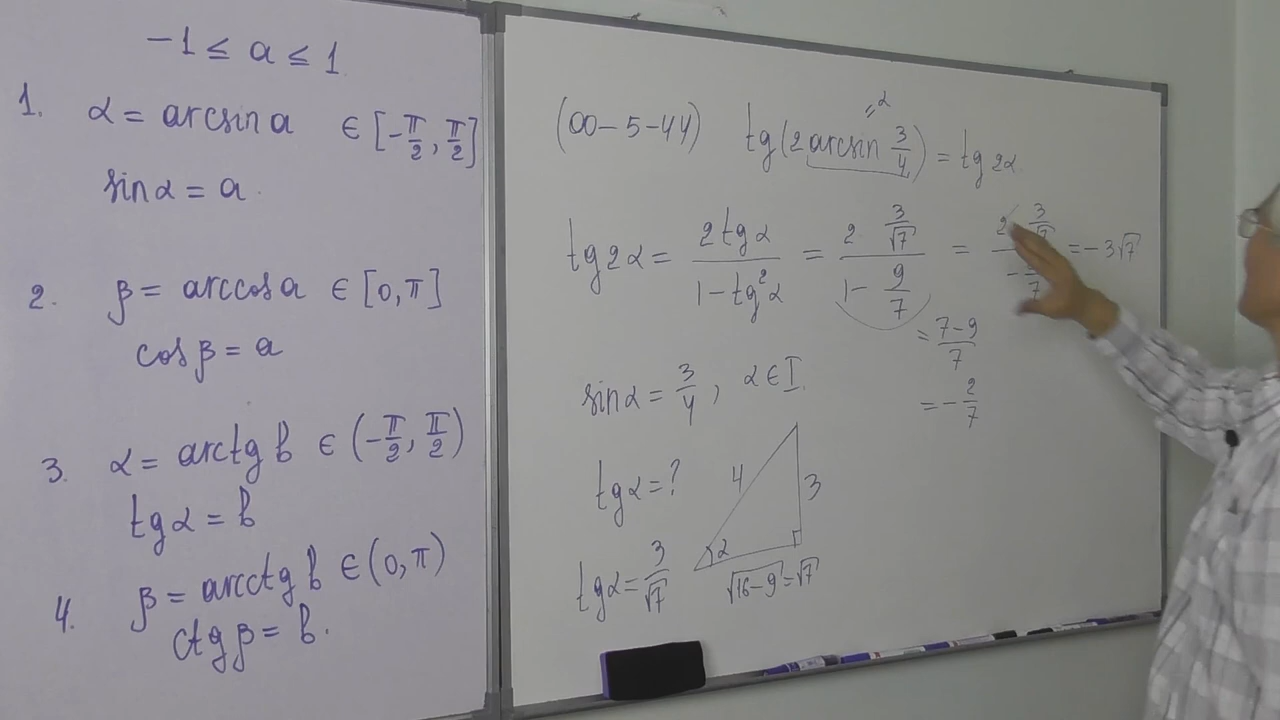 -1 ≤ a ≤ 1
1. α = arcsin a ∈ [-π/2, π/2]
sin α = a.
2. β = arccos a ∈ [0, π]
cos β = a
3. α = arctg b ∈ (-π/2, π/2)
tg α = b
4. β = arcctg b ∈ (0, π)
ctg β = b.
(00-5-44) tg(2 arcsin 3/4) = tg 2α
= α
tg 2α = 2 tg α / (1 - tg² α) = 2 3/√7 / (1 - 9/7) = = -3√7
= (7-9)/7
= -2/7
sin α = 3/4, α ∈ I.
tg α = ?
4
3
α
tg α = 3/√7
√16-9 = √7